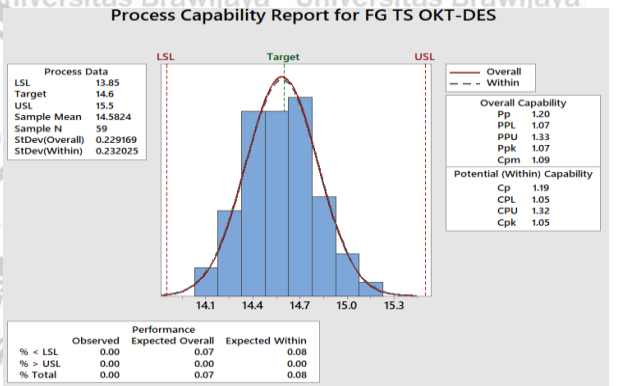 Universitas Brawijaya Universitas Brawijaya
Process Capability Report for FG TS OKT-DES
LSL Target USL
Process Data
LSL 13.85
Target 14.6
USL 15.5
Sample Mean 14.5824
Sample N 59
StDev(Overall) 0.229169
StDev(Within) 0.232025
Overall
Within
Overall Capability
Pp 1.20
PPL 1.07
PPU 1.33
Ppk 1.07
Cpm 1.09
Potential (Within) Capability
Cp 1.19
CPL 1.05
CPU 1.32
Cpk 1.05
14.1 14.4 14.7 15.0 15.3
Performance
Observed Expected Overall Expected Within
% < LSL 0.00 0.07 0.08
% > USL 0.00 0.00 0.00
% Total 0.00 0.07 0.08